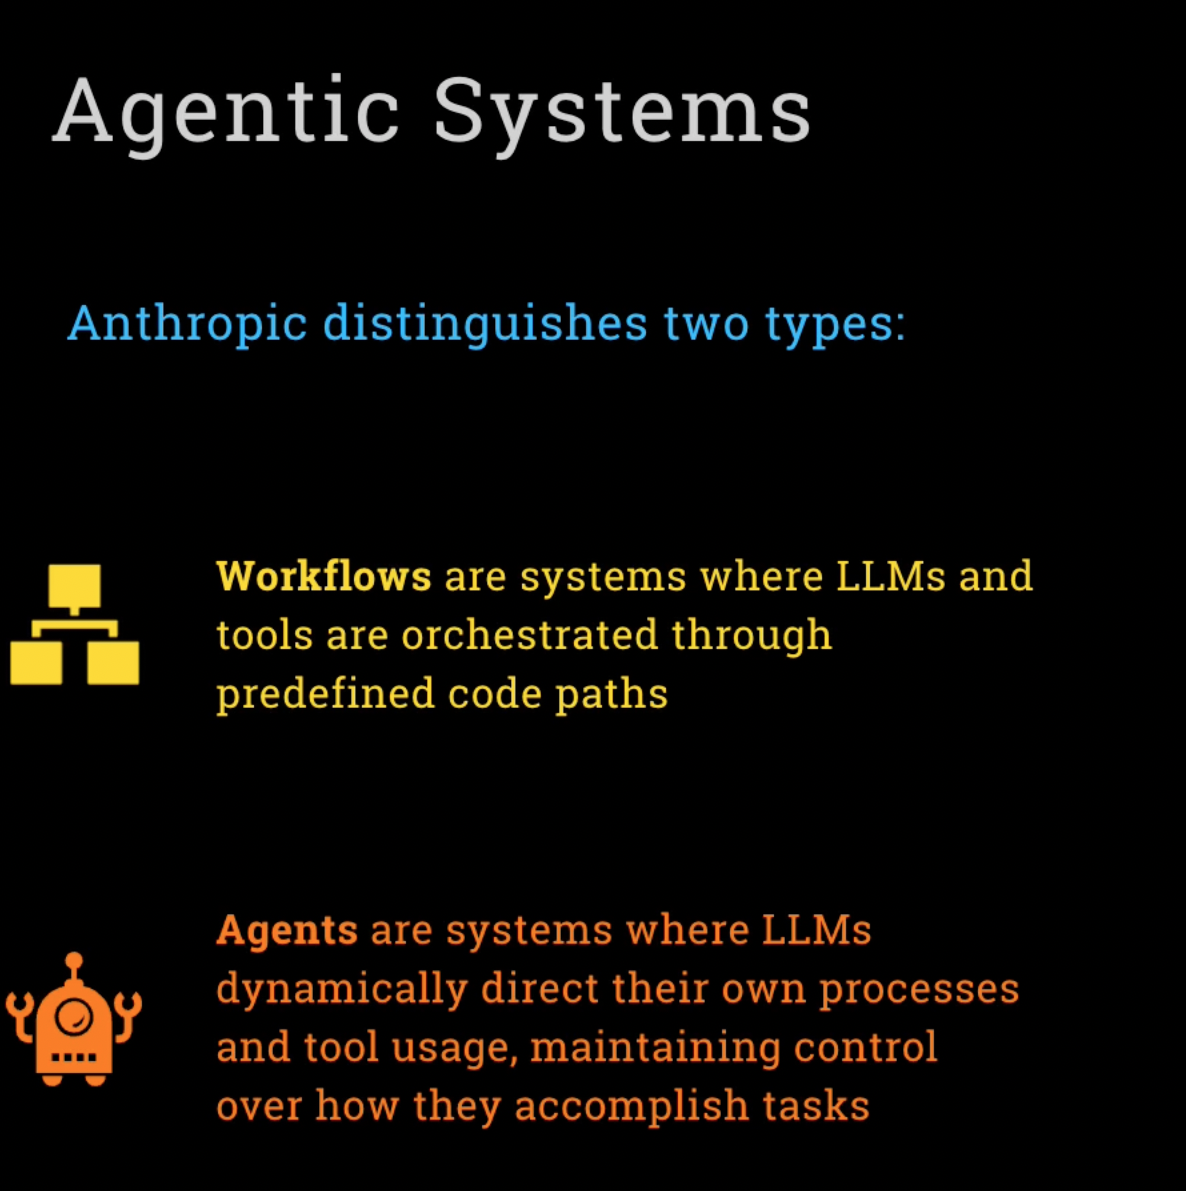 Agentic Systems
Anthropic distinguishes two types:
Workflows are systems where LLMs and
tools are orchestrated through
predefined code paths
Agents are systems where LLMs
dynamically direct their own processes
and tool usage, maintaining control
over how they accomplish tasks